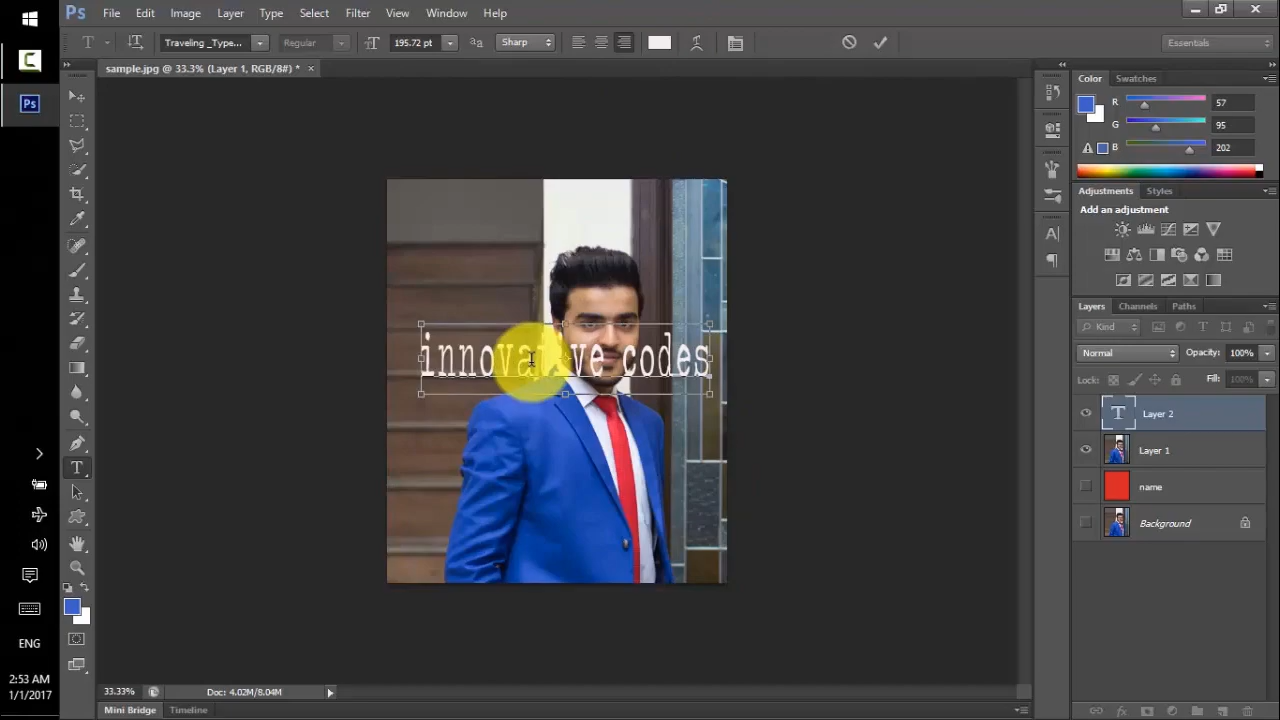 Ps File Edit Image Layer Type Select Filter View Window Help
T Traveling _Type... Regular 195.72 pt Sharp Essentials
sample.jpg @ 33.3% (Layer 1, RGB/8#) *
Color Swatches
R 57
G 95
B 202
Adjustments Styles
Add an adjustment
Layers Channels Paths
Kind
Normal Opacity: 100%
Lock: Fill: 100%
Layer 2
Layer 1
name
Background
innovative codes
ENG
2:53 AM
1/1/2017
33.33% Doc: 4.02M/8.04M
Mini Bridge Timeline